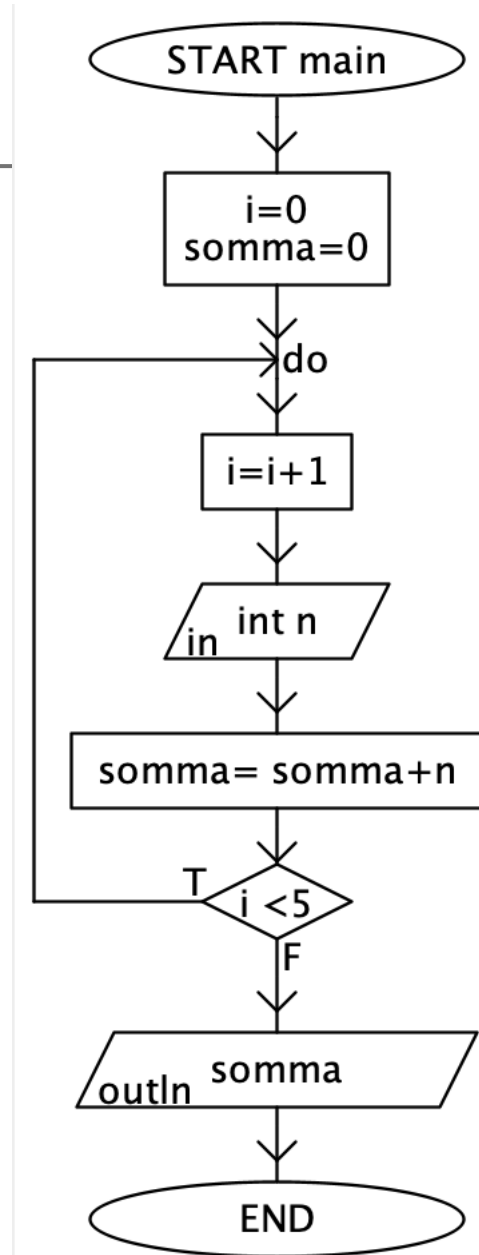 START main
i=0
somma=0
do
i=i+1
int n
in
somma= somma+n
T
i <5
F
somma
outln
END